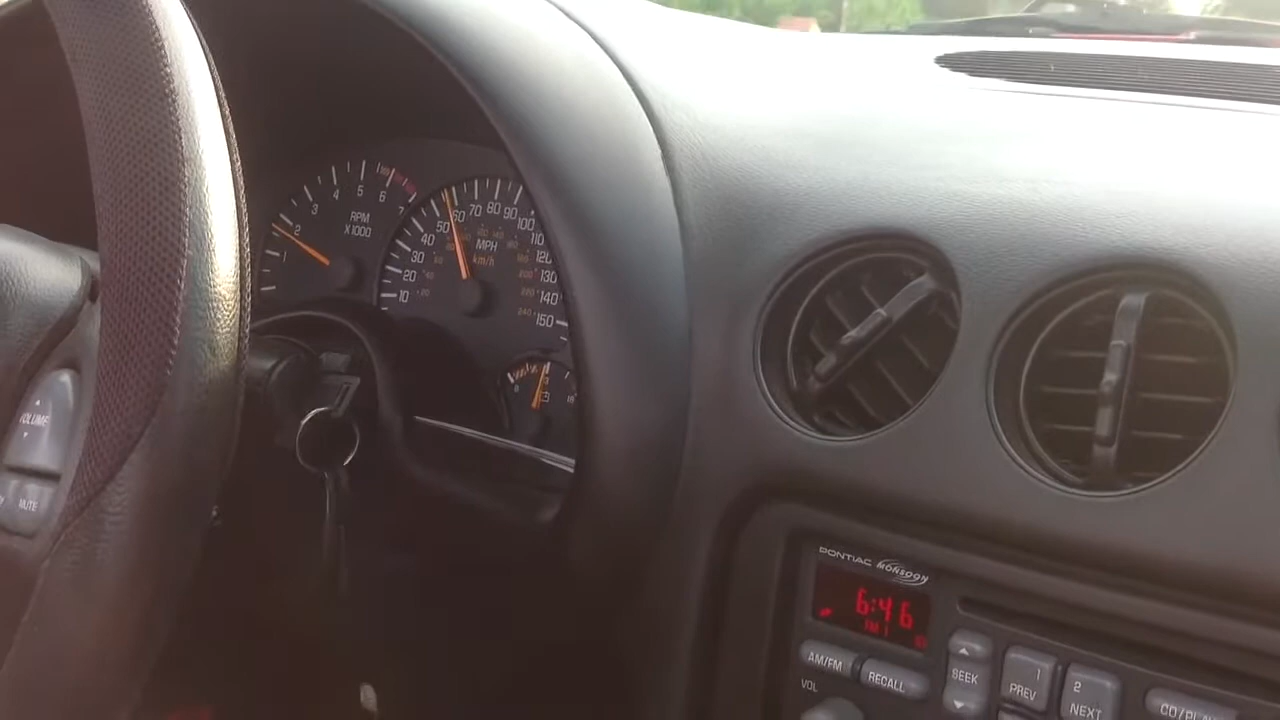 1
2
3
4
5
6
7
RPM
X1000
10
20
30
40
50
60
70
80
90
100
110
120
130
140
150
MPH
km/h
VOLUME
MUTE
PONTIAC MONSOON
6:46
AM/FM
RECALL
VOL
SEEK
1
PREV
2
NEXT